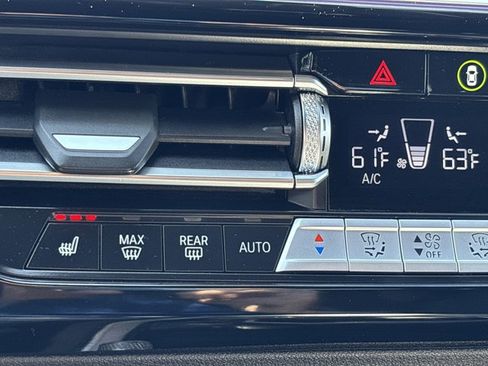 61°F 63°F
A/C
MAX REAR AUTO
OFF